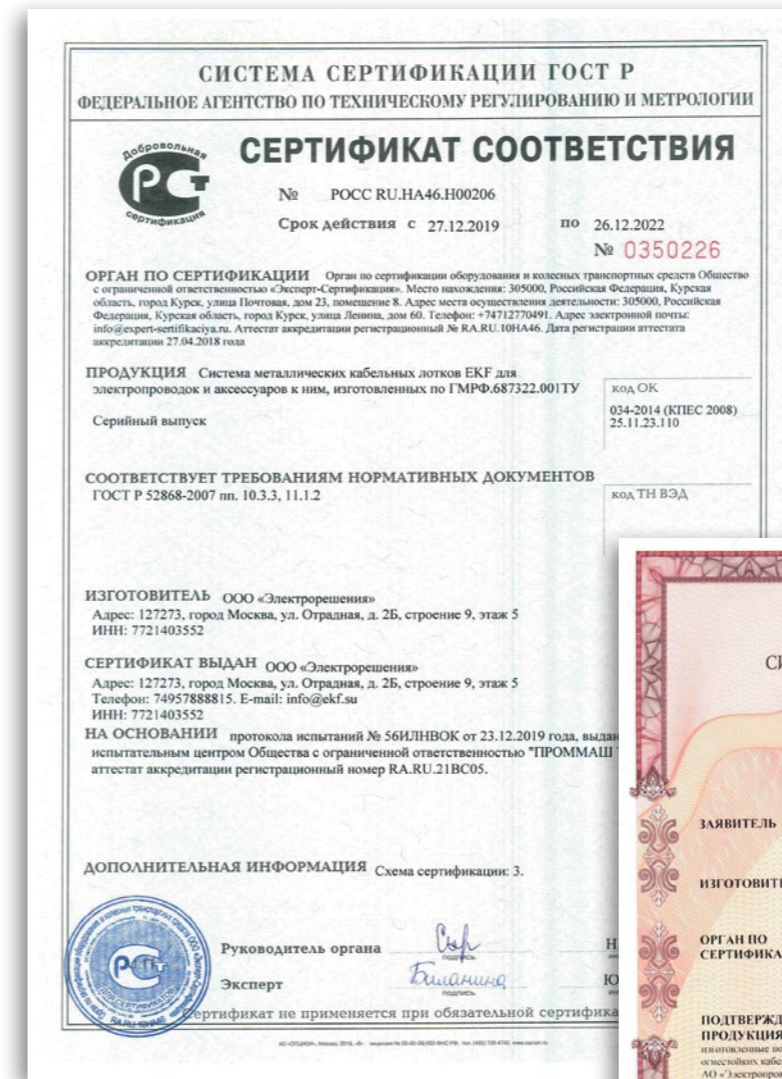 СИСТЕМА СЕРТИФИКАЦИИ ГОСТ Р
ФЕДЕРАЛЬНОЕ АГЕНТСТВО ПО ТЕХНИЧЕСКОМУ РЕГУЛИРОВАНИЮ И МЕТРОЛОГИИ
Добровольная
сертификация
СЕРТИФИКАТ СООТВЕТСТВИЯ
№ РОСС RU.НА46.Н00206
Срок действия с 27.12.2019 по 26.12.2022
№ 0350226
ОРГАН ПО СЕРТИФИКАЦИИ Орган по сертификации оборудования и колесных транспортных средств Общество
с ограниченной ответственностью «Эксперт-Сертификация». Место нахождения: 305000, Российская Федерация, Курская
область, город Курск, улица Почтовая, дом 23, помещение 8. Адрес места осуществления деятельности: 305000, Российская
Федерация, Курская область, город Курск, улица Ленина, дом 60. Телефон: +74712770491. Адрес электронной почты:
info@expert-sertifikaciya.ru. Аттестат аккредитации регистрационный № RA.RU.10НА46. Дата регистрации аттестата
аккредитации 27.04.2018 года
ПРОДУКЦИЯ Система металлических кабельных лотков EKF для
электропроводок и аксессуаров к ним, изготовленных по ГМРФ.687322.001ТУ
Серийный выпуск
код ОК
034-2014 (КПЕС 2008)
25.11.23.110
СООТВЕТСТВУЕТ ТРЕБОВАНИЯМ НОРМАТИВНЫХ ДОКУМЕНТОВ
ГОСТ Р 52868-2007 пп. 10.3.3, 11.1.2
код ТН ВЭД
ИЗГОТОВИТЕЛЬ ООО «Электрорешения»
Адрес: 127273, город Москва, ул. Отрадная, д. 2Б, строение 9, этаж 5
ИНН: 7721403552
СЕРТИФИКАТ ВЫДАН ООО «Электрорешения»
Адрес: 127273, город Москва, ул. Отрадная, д. 2Б, строение 9, этаж 5
Телефон: 74957888815. E-mail: info@ekf.su
ИНН: 7721403552
НА ОСНОВАНИИ протокола испытаний № 56ИЛНВОК от 23.12.2019 года, выдан
испытательным центром Общества с ограниченной ответственностью "ПРОММАШ
аттестат аккредитации регистрационный номер RA.RU.21ВС05.
ДОПОЛНИТЕЛЬНАЯ ИНФОРМАЦИЯ Схема сертификации: 3.
Руководитель органа
подпись
Эксперт
подпись
Сертификат не применяется при обязательной сертифика
СИ
ЗАЯВИТЕЛЬ
ИЗГОТОВИТЕ
ОРГАН ПО
СЕРТИФИКА
ПОДТВЕРЖД
ПРОДУКЦИЯ